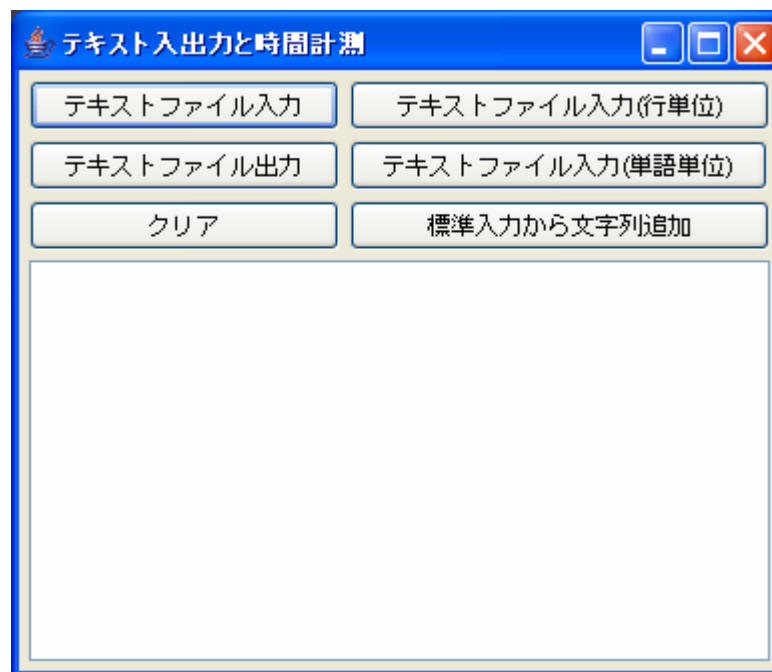 テキスト入出力と時間計測
テキストファイル入力 テキストファイル入力(行単位)
テキストファイル出力 テキストファイル入力(単語単位)
クリア 標準入力から文字列追加